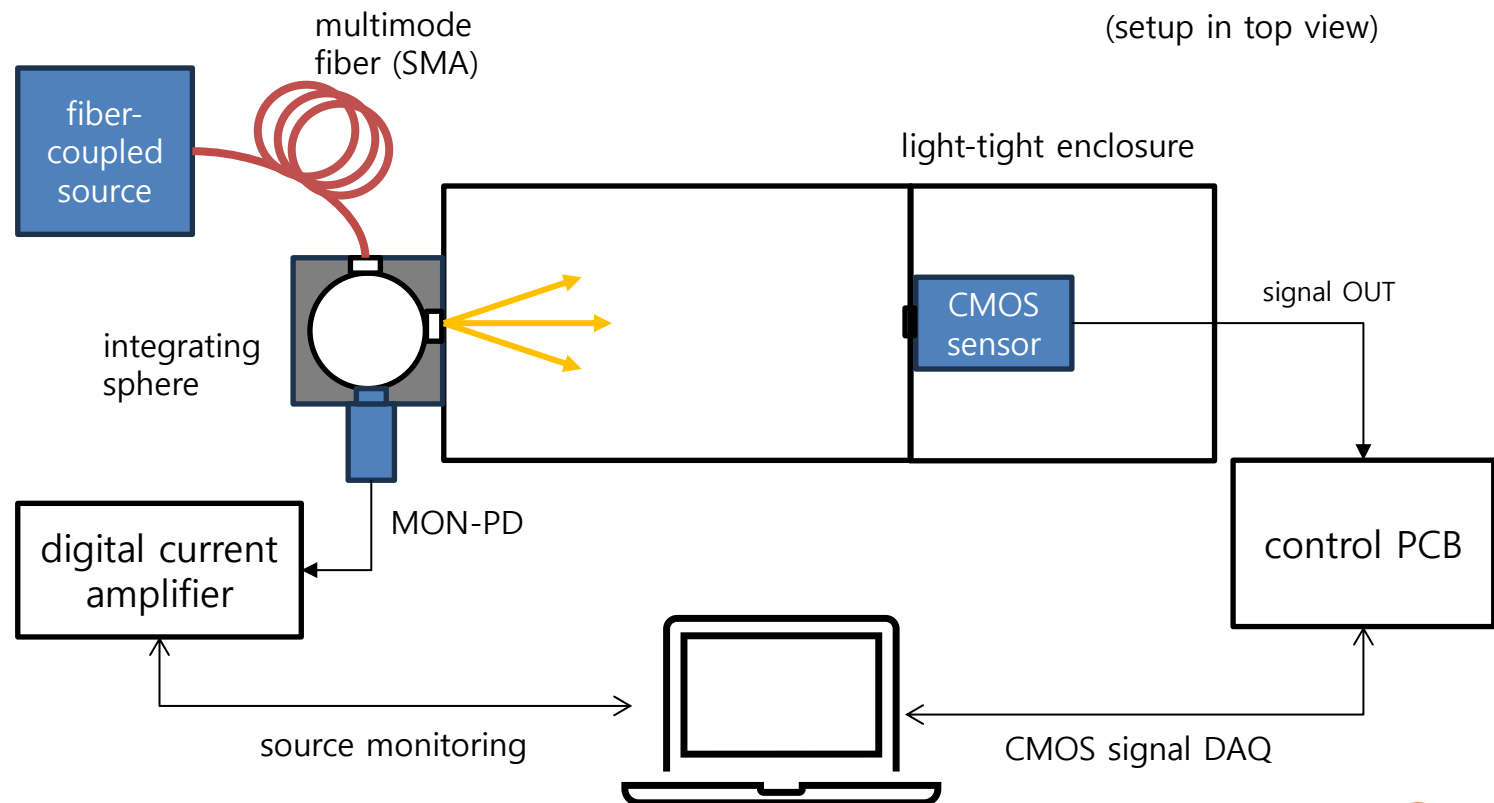 multimode
fiber (SMA)
(setup in top view)
fiber-
coupled
source
light-tight enclosure
integrating
sphere
CMOS
sensor
signal OUT
MON-PD
digital current
amplifier
control PCB
source monitoring
CMOS signal DAQ